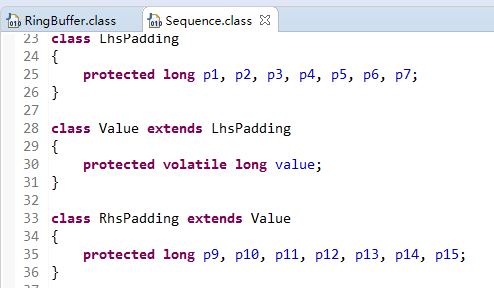 RingBuffer.class Sequence.class
23 class LhsPadding
24 {
25     protected long p1, p2, p3, p4, p5, p6, p7;
26 }
27
28 class Value extends LhsPadding
29 {
30     protected volatile long value;
31 }
32
33 class RhsPadding extends Value
34 {
35     protected long p9, p10, p11, p12, p13, p14, p15;
36 }